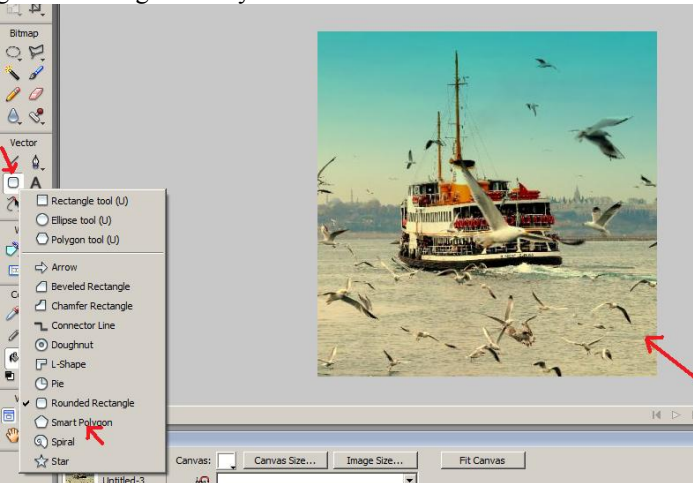 Bitmap
Vector
A
Rectangle tool (U)
Ellipse tool (U)
Polygon tool (U)
Arrow
Beveled Rectangle
Chamfer Rectangle
Connector Line
Doughnut
L-Shape
Pie
Rounded Rectangle
Smart Polygon
Spiral
Star
Canvas:
Canvas Size...
Image Size...
Fit Canvas
Untitled-3